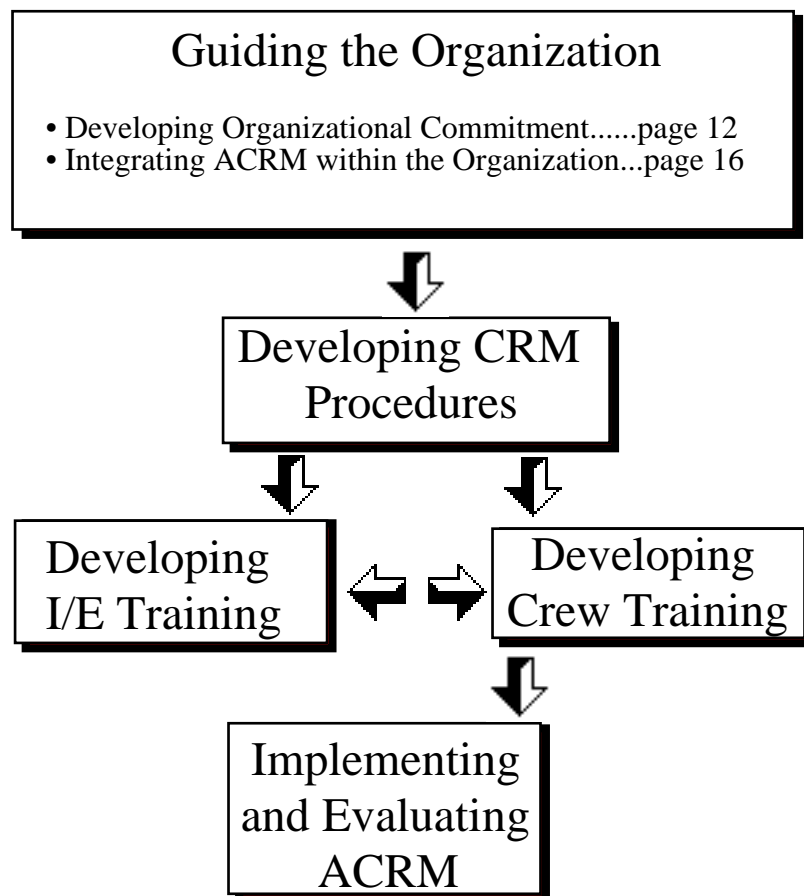 Guiding the Organization
• Developing Organizational Commitment......page 12
• Integrating ACRM within the Organization...page 16
Developing CRM
Procedures
Developing
I/E Training
Developing
Crew Training
Implementing
and Evaluating
ACRM